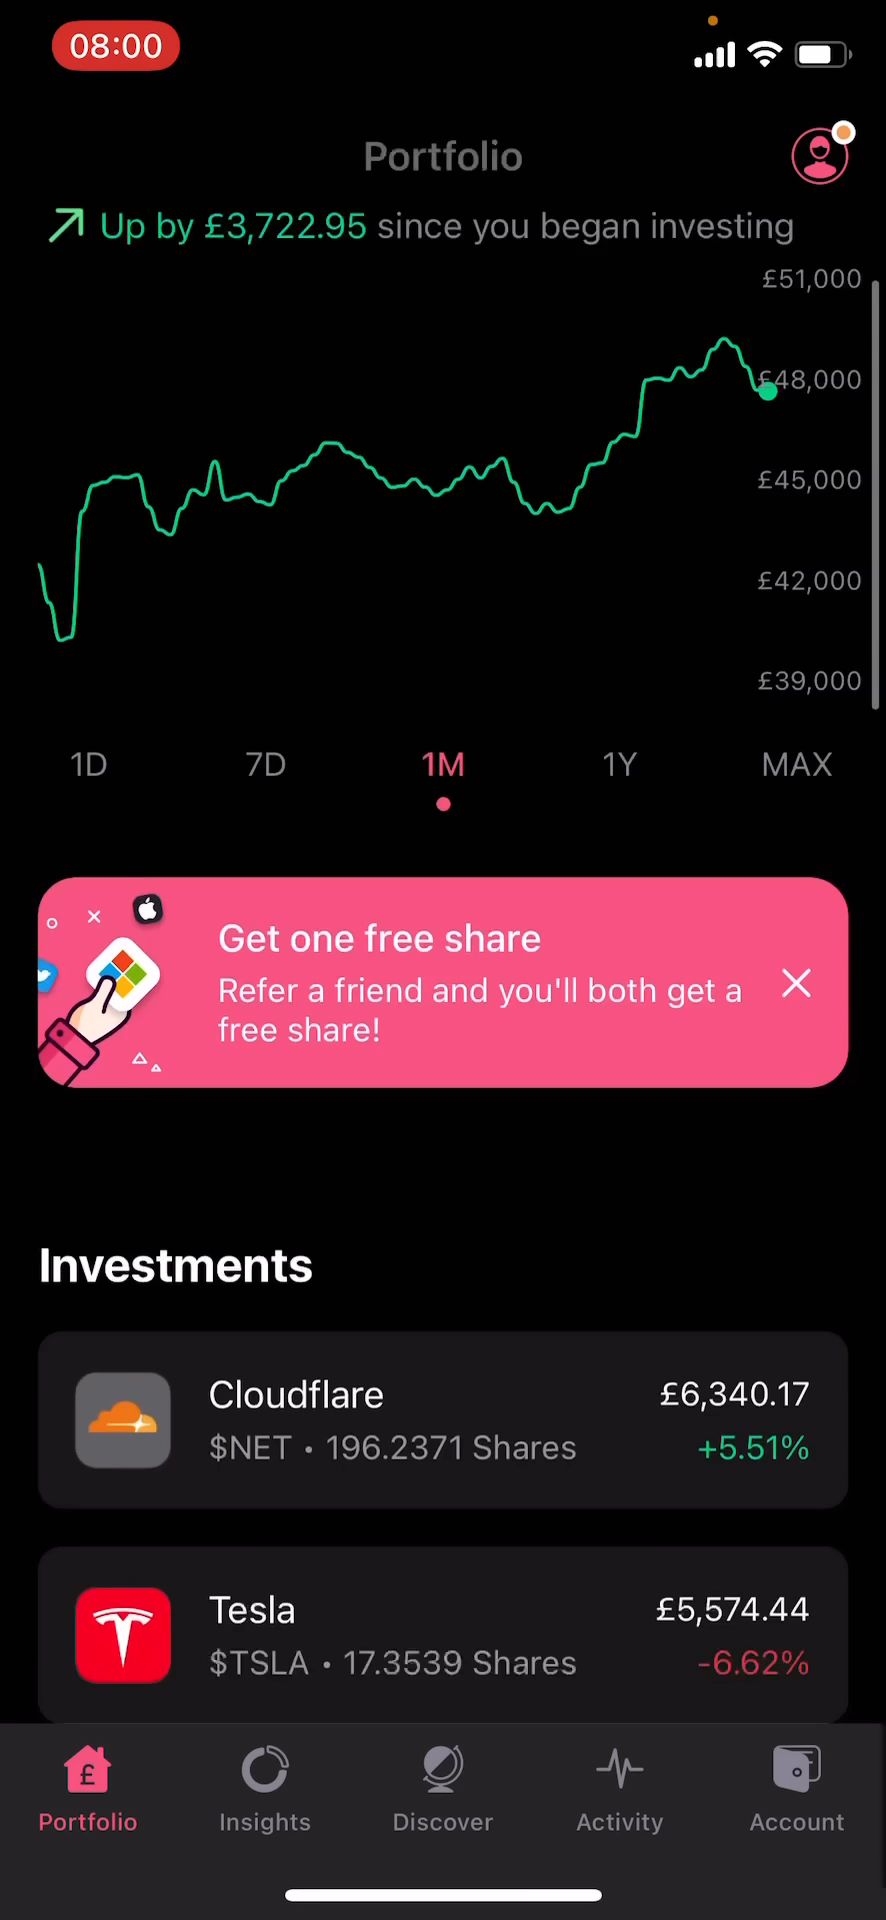 08:00
Portfolio
Up by £3,722.95 since you began investing
£51,000
£48,000
£45,000
£42,000
£39,000
1D 7D 1M 1Y MAX
Get one free share
Refer a friend and you'll both get a
free share!
Investments
Cloudflare £6,340.17
$NET • 196.2371 Shares +5.51%
Tesla £5,574.44
$TSLA • 17.3539 Shares -6.62%
£
Portfolio Insights Discover Activity Account